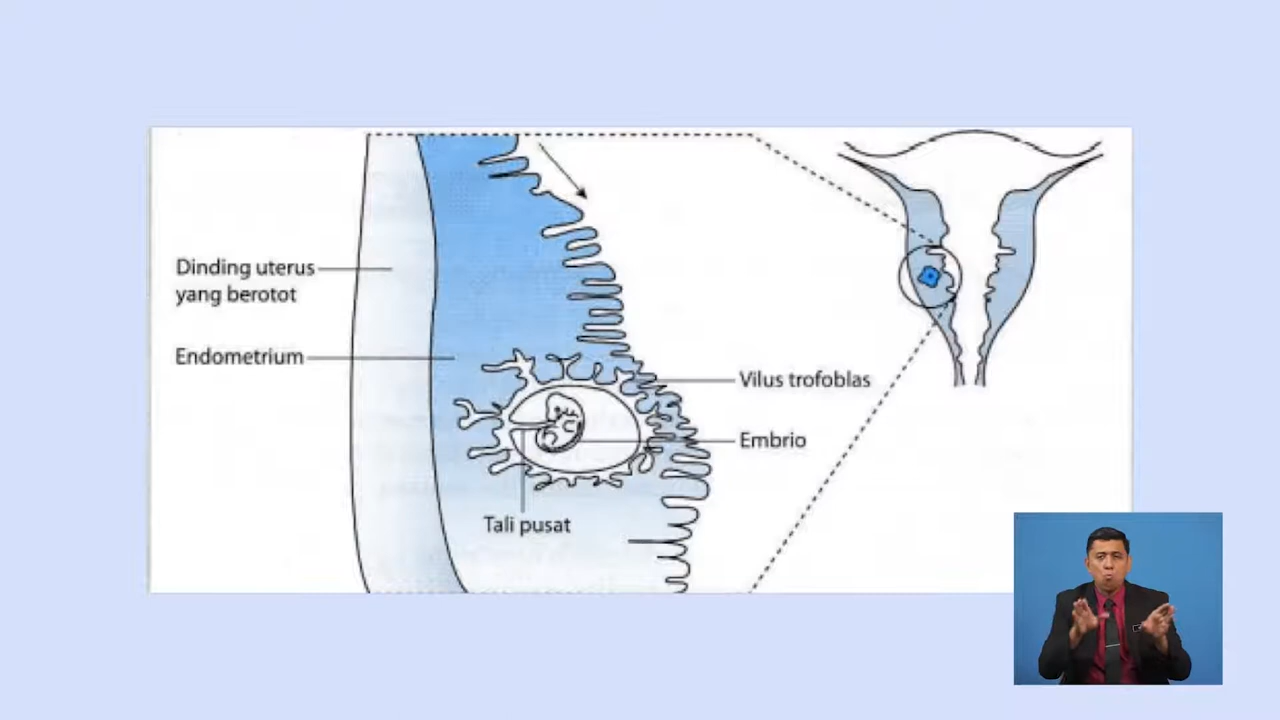 Dinding uterus
yang berotot
Endometrium
Vilus trofoblas
Embrio
Tali pusat